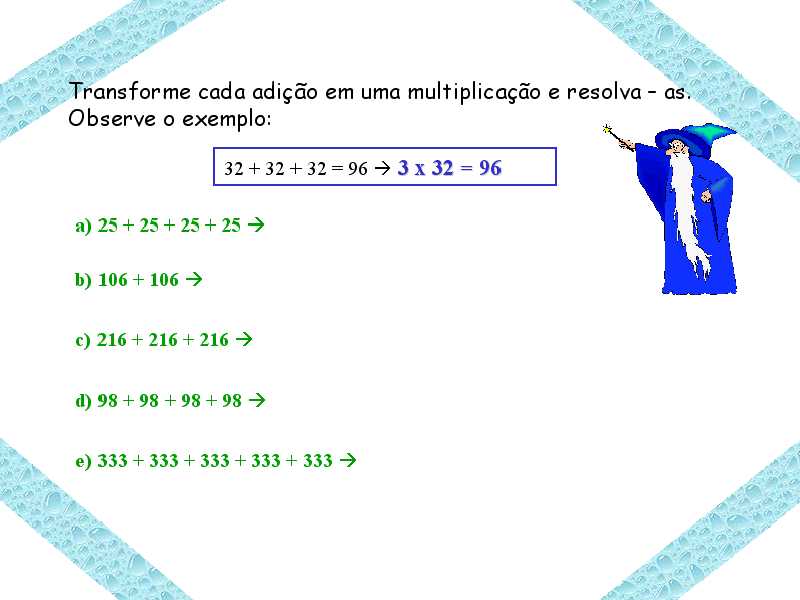 Transforme cada adição em uma multiplicação e resolva – as.
Observe o exemplo:
32 + 32 + 32 = 96 → 3 x 32 = 96
a) 25 + 25 + 25 + 25 →
b) 106 + 106 →
c) 216 + 216 + 216 →
d) 98 + 98 + 98 + 98 →
e) 333 + 333 + 333 + 333 + 333 →